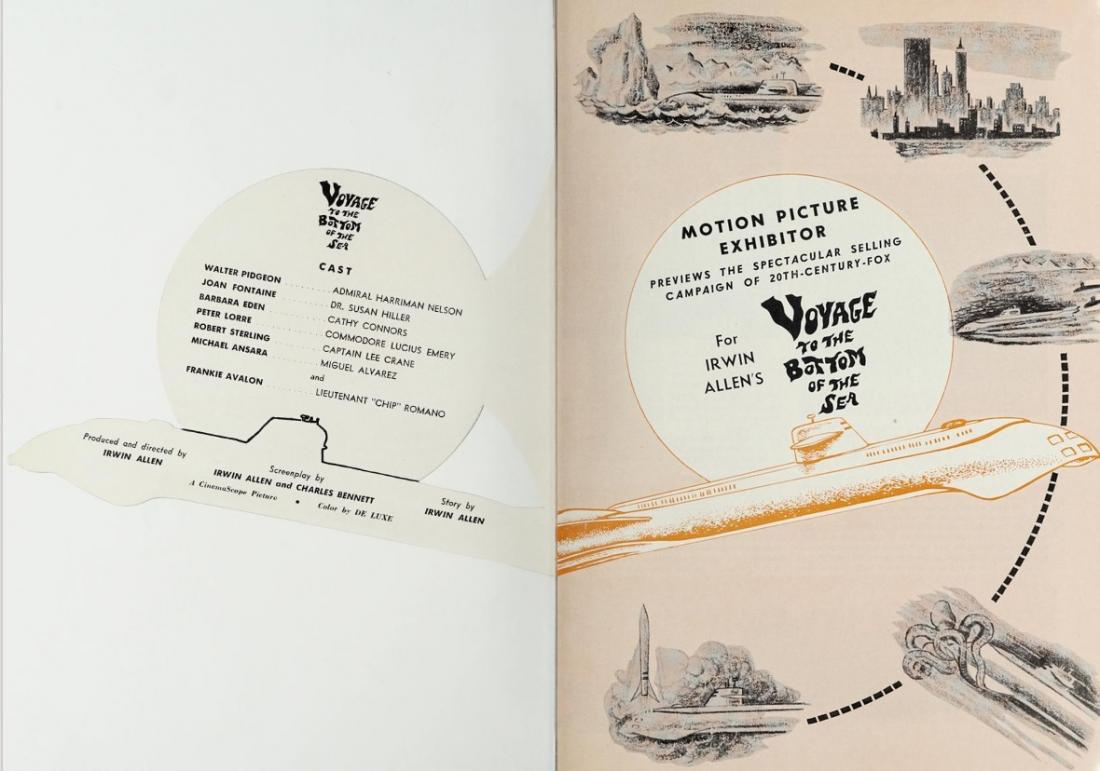 VOYAGE
TO THE
BOTTOM
OF THE
SEA
CAST
WALTER PIDGEON . . . . . . . . ADMIRAL HARRIMAN NELSON
JOAN FONTAINE . . . . . . . . DR. SUSAN HILLER
BARBARA EDEN . . . . . . . . CATHY CONNORS
PETER LORRE . . . . . . . . COMMODORE LUCIUS EMERY
ROBERT STERLING . . . . . . . . CAPTAIN LEE CRANE
MICHAEL ANSARA . . . . . . . . MIGUEL ALVAREZ
and
FRANKIE AVALON . . . . . . . . LIEUTENANT "CHIP" ROMANO
Produced and directed by
IRWIN ALLEN
Screenplay by
IRWIN ALLEN and CHARLES BENNETT
Story by
IRWIN ALLEN
A CinemaScope Picture • Color by DE LUXE
MOTION PICTURE
EXHIBITOR
PREVIEWS THE SPECTACULAR SELLING
CAMPAIGN OF 20TH-CENTURY-FOX
For
IRWIN
ALLEN'S
VOYAGE
TO THE
BOTTOM
OF THE
SEA